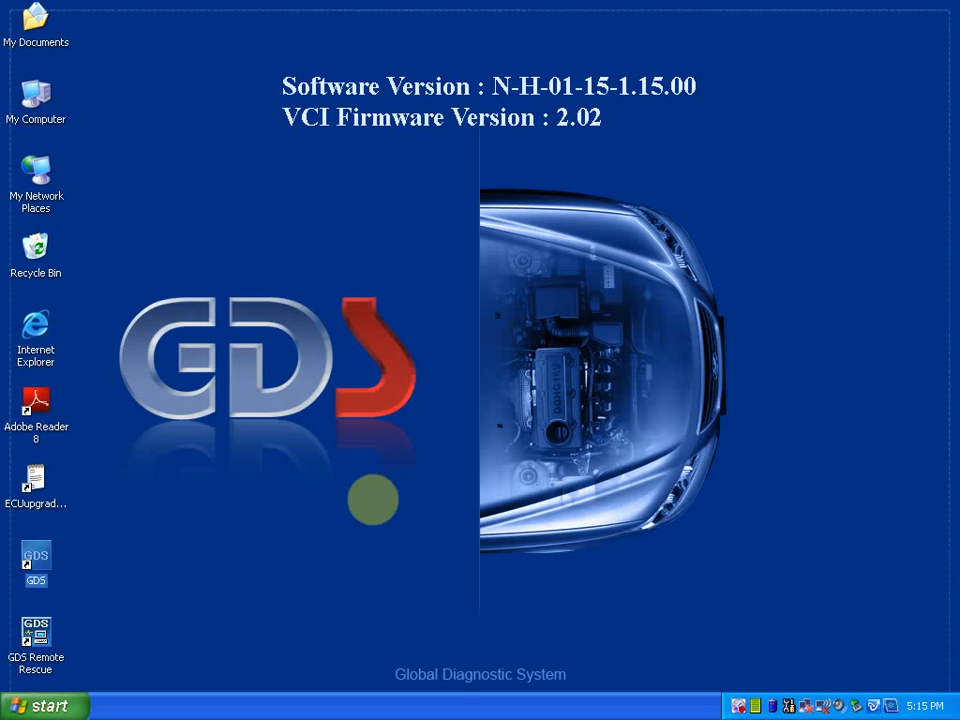 My Documents
My Computer
My Network
Places
Recycle Bin
Internet
Explorer
Adobe Reader
8
ECUupgrad...
GDS
GDS
GDS
GDS Remote
Rescue
Software Version : N-H-01-15-1.15.00
VCI Firmware Version : 2.02
GDS
DOHC
Global Diagnostic System
start
5:15 PM